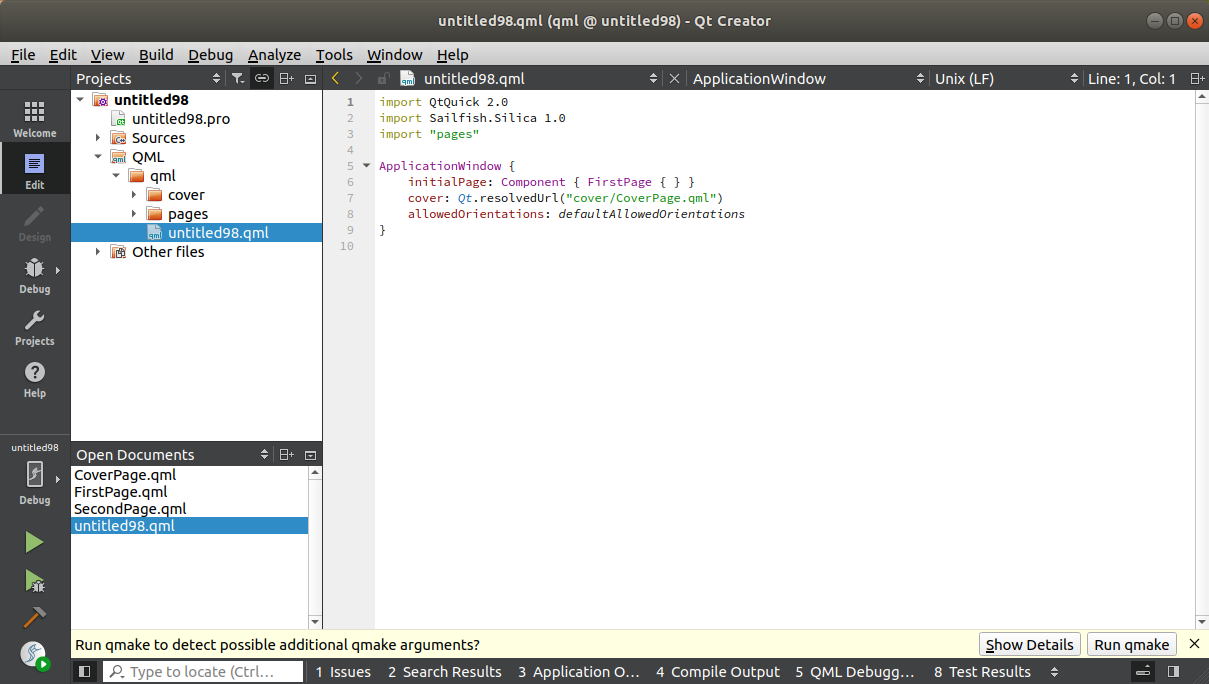 untitled98.qml (qml @ untitled98) - Qt Creator
File Edit View Build Debug Analyze Tools Window Help
Projects
untitled98.qml
ApplicationWindow
Unix (LF)
Line: 1, Col: 1
Welcome
Edit
Design
Debug
Projects
Help
untitled98
Debug
untitled98
untitled98.pro
Sources
QML
qml
cover
pages
untitled98.qml
Other files
Open Documents
CoverPage.qml
FirstPage.qml
SecondPage.qml
untitled98.qml
1 import QtQuick 2.0
2 import Sailfish.Silica 1.0
3 import "pages"
4
5 ApplicationWindow {
6 initialPage: Component { FirstPage { } }
7 cover: Qt.resolvedUrl("cover/CoverPage.qml")
8 allowedOrientations: defaultAllowedOrientations
9 }
10
Run qmake to detect possible additional qmake arguments?
Show Details
Run qmake
Type to locate (Ctrl...
1 Issues
2 Search Results
3 Application O...
4 Compile Output
5 QML Debugg...
8 Test Results